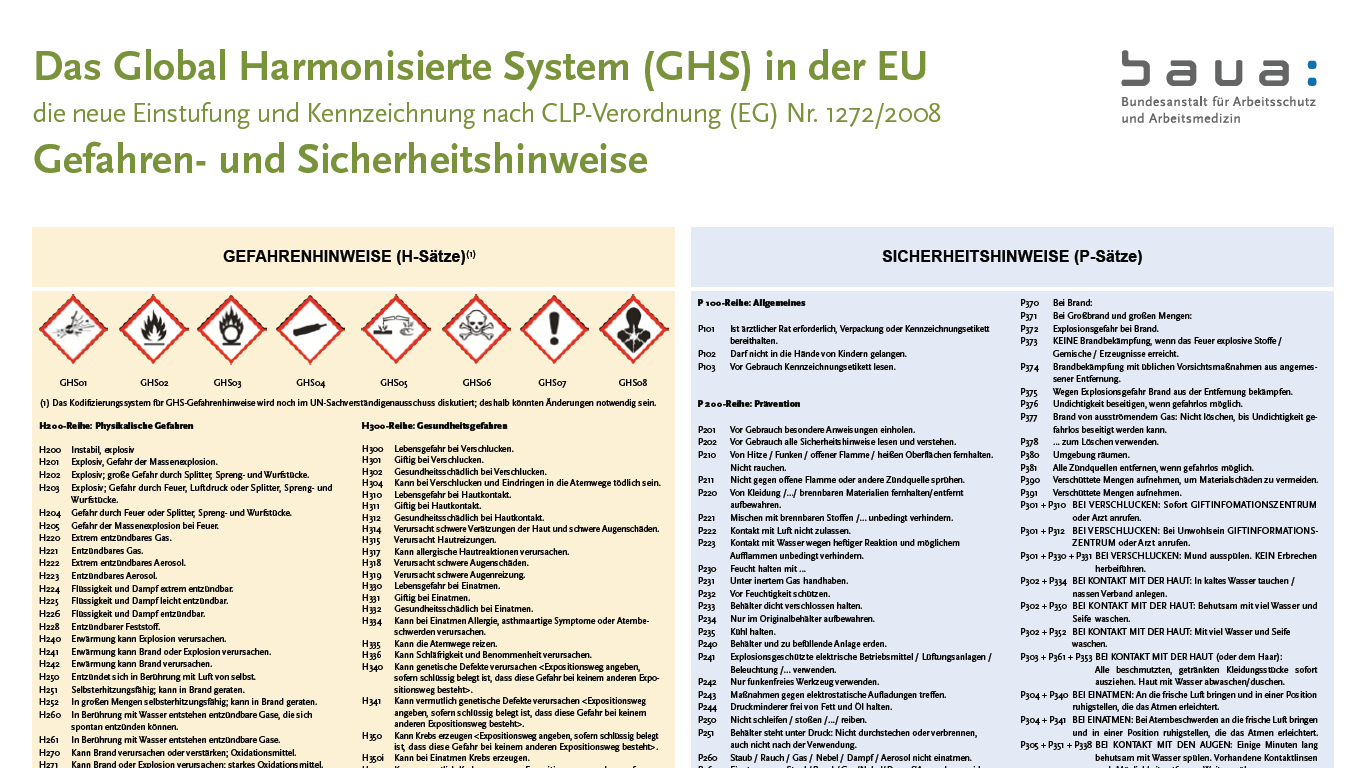 Das Global Harmonisierte System (GHS) in der EU
die neue Einstufung und Kennzeichnung nach CLP-Verordnung (EG) Nr. 1272/2008
Gefahren- und Sicherheitshinweise
baua:
Bundesanstalt für Arbeitsschutz
und Arbeitsmedizin
GEFAHRENHINWEISE (H-Sätze)(1)
GHS01 GHS02 GHS03 GHS04 GHS05 GHS06 GHS07 GHS08
(1) Das Kodifizierungssystem für GHS-Gefahrenhinweise wird noch im UN-Sachverständigenausschuss diskutiert; deshalb könnten Änderungen notwendig sein.
H200-Reihe: Physikalische Gefahren
H200 Instabil, explosiv
H201 Explosiv, Gefahr der Massenexplosion.
H202 Explosiv; große Gefahr durch Splitter, Spreng- und Wurfstücke.
H203 Explosiv; Gefahr durch Feuer, Luftdruck oder Splitter, Spreng- und
Wurfstücke.
H204 Gefahr durch Feuer oder Splitter, Spreng- und Wurfstücke.
H205 Gefahr der Massenexplosion bei Feuer.
H220 Extrem entzündbares Gas.
H221 Entzündbares Gas.
H222 Extrem entzündbares Aerosol.
H223 Entzündbares Aerosol.
H224 Flüssigkeit und Dampf extrem entzündbar.
H225 Flüssigkeit und Dampf leicht entzündbar.
H226 Flüssigkeit und Dampf entzündbar.
H228 Entzündbarer Feststoff.
H240 Erwärmung kann Explosion verursachen.
H241 Erwärmung kann Brand oder Explosion verursachen.
H242 Erwärmung kann Brand verursachen.
H250 Entzündet sich in Berührung mit Luft von selbst.
H251 Selbsterhitzungsfähig; kann in Brand geraten.
H252 In großen Mengen selbsterhitzungsfähig; kann in Brand geraten.
H260 In Berührung mit Wasser entstehen entzündbare Gase, die sich
spontan entzünden können.
H261 In Berührung mit Wasser entstehen entzündbare Gase.
H270 Kann Brand verursachen oder verstärken; Oxidationsmittel.
H271 Kann Brand oder Explosion verursachen; starkes Oxidationsmittel.
H300-Reihe: Gesundheitsgefahren
H300 Lebensgefahr bei Verschlucken.
H301 Giftig bei Verschlucken.
H302 Gesundheitsschädlich bei Verschlucken.
H304 Kann bei Verschlucken und Eindringen in die Atemwege tödlich sein.
H310 Lebensgefahr bei Hautkontakt.
H311 Giftig bei Hautkontakt.
H312 Gesundheitsschädlich bei Hautkontakt.
H314 Verursacht schwere Verätzungen der Haut und schwere Augenschäden.
H315 Verursacht Hautreizungen.
H317 Kann allergische Hautreaktionen verursachen.
H318 Verursacht schwere Augenschäden.
H319 Verursacht schwere Augenreizung.
H330 Lebensgefahr bei Einatmen.
H331 Giftig bei Einatmen.
H332 Gesundheitsschädlich bei Einatmen.
H334 Kann bei Einatmen Allergie, asthmaartige Symptome oder Atembe-
schwerden verursachen.
H335 Kann die Atemwege reizen.
H336 Kann Schläfrigkeit und Benommenheit verursachen.
H340 Kann genetische Defekte verursachen <Expositionsweg angeben,
sofern schlüssig belegt ist, dass diese Gefahr bei keinem anderen Expo-
sitionsweg besteht>.
H341 Kann vermutlich genetische Defekte verursachen <Expositionsweg
angeben, sofern schlüssig belegt ist, dass diese Gefahr bei keinem
anderen Expositionsweg besteht>.
H350 Kann Krebs erzeugen <Expositionsweg angeben, sofern schlüssig belegt
ist, dass diese Gefahr bei keinem anderen Expositionsweg besteht>.
H350i Kann bei Einatmen Krebs erzeugen.
SICHERHEITSHINWEISE (P-Sätze)
P 100-Reihe: Allgemeines
P101 Ist ärztlicher Rat erforderlich, Verpackung oder Kennzeichnungsetikett
bereithalten.
P102 Darf nicht in die Hände von Kindern gelangen.
P103 Vor Gebrauch Kennzeichnungsetikett lesen.
P 200-Reihe: Prävention
P201 Vor Gebrauch besondere Anweisungen einholen.
P202 Vor Gebrauch alle Sicherheitshinweise lesen und verstehen.
P210 Von Hitze / Funken / offener Flamme / heißen Oberflächen fernhalten.
Nicht rauchen.
P211 Nicht gegen offene Flamme oder andere Zündquelle sprühen.
P220 Von Kleidung /.../ brennbaren Materialien fernhalten/entfernt
aufbewahren.
P221 Mischen mit brennbaren Stoffen /... unbedingt verhindern.
P222 Kontakt mit Luft nicht zulassen.
P223 Kontakt mit Wasser wegen heftiger Reaktion und möglichem
Aufflammen unbedingt verhindern.
P230 Feucht halten mit ...
P231 Unter inertem Gas handhaben.
P232 Vor Feuchtigkeit schützen.
P233 Behälter dicht verschlossen halten.
P234 Nur im Originalbehälter aufbewahren.
P235 Kühl halten.
P240 Behälter und zu befüllende Anlage erden.
P241 Explosionsgeschützte elektrische Betriebsmittel / Lüftungsanlagen /
Beleuchtung /... verwenden.
P242 Nur funkenfreies Werkzeug verwenden.
P243 Maßnahmen gegen elektrostatische Aufladungen treffen.
P244 Druckminderer frei von Fett und Öl halten.
P250 Nicht schleifen / stoßen /.../ reiben.
P251 Behälter steht unter Druck: Nicht durchstechen oder verbrennen,
auch nicht nach der Verwendung.
P260 Staub / Rauch / Gas / Nebel / Dampf / Aerosol nicht einatmen.
P370 Bei Brand:
P371 Bei Großbrand und großen Mengen:
P372 Explosionsgefahr bei Brand.
P373 KEINE Brandbekämpfung, wenn das Feuer explosive Stoffe /
Gemische / Erzeugnisse erreicht.
P374 Brandbekämpfung mit üblichen Vorsichtsmaßnahmen aus angemes-
sener Entfernung.
P375 Wegen Explosionsgefahr Brand aus der Entfernung bekämpfen.
P376 Undichtigkeit beseitigen, wenn gefahrlos möglich.
P377 Brand von ausströmendem Gas: Nicht löschen, bis Undichtigkeit ge-
fahrlos beseitigt werden kann.
P378 ... zum Löschen verwenden.
P380 Umgebung räumen.
P381 Alle Zündquellen entfernen, wenn gefahrlos möglich.
P390 Verschüttete Mengen aufnehmen, um Materialschäden zu vermeiden.
P391 Verschüttete Mengen aufnehmen.
P301 + P310 BEI VERSCHLUCKEN: Sofort GIFTINFOMATIONSZENTRUM
oder Arzt anrufen.
P301 + P312 BEI VERSCHLUCKEN: Bei Unwohlsein GIFTINFORMATIONS-
ZENTRUM oder Arzt anrufen.
P301 + P330 + P331 BEI VERSCHLUCKEN: Mund ausspülen. KEIN Erbrechen
herbeiführen.
P302 + P334 BEI KONTAKT MIT DER HAUT: In kaltes Wasser tauchen /
nassen Verband anlegen.
P302 + P350 BEI KONTAKT MIT DER HAUT: Behutsam mit viel Wasser und
Seife waschen.
P302 + P352 BEI KONTAKT MIT DER HAUT: Mit viel Wasser und Seife
waschen.
P303 + P361 + P353 BEI KONTAKT MIT DER HAUT (oder dem Haar):
Alle beschmutzten, getränkten Kleidungsstücke sofort
ausziehen. Haut mit Wasser abwaschen/duschen.
P304 + P340 BEI EINATMEN: An die frische Luft bringen und in einer Position
ruhigstellen, die das Atmen erleichtert.
P304 + P341 BEI EINATMEN: Bei Atembeschwerden an die frische Luft bringen
und in einer Position ruhigstellen, die das Atmen erleichtert.
P305 + P351 + P338 BEI KONTAKT MIT DEN AUGEN: Einige Minuten lang
behutsam mit Wasser spülen. Vorhandene Kontaktlinsen